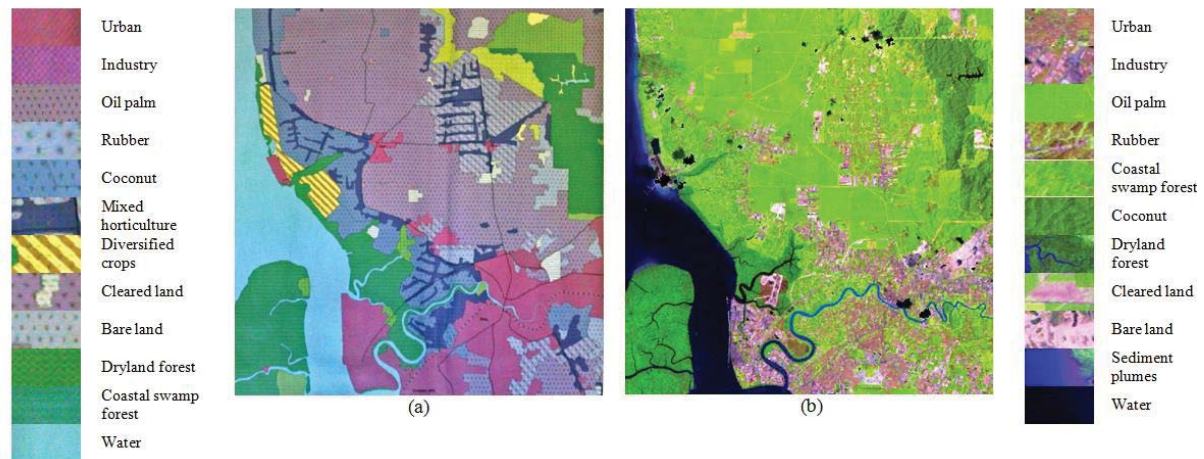 Urban
Industry
Oil palm
Rubber
Coconut
Mixed
horticulture
Diversified
crops
Cleared land
Bare land
Dryland forest
Coastal swamp
forest
Water
(a)
(b)
Urban
Industry
Oil palm
Rubber
Coastal
swamp forest
Coconut
Dryland
forest
Cleared land
Bare land
Sediment
plumes
Water